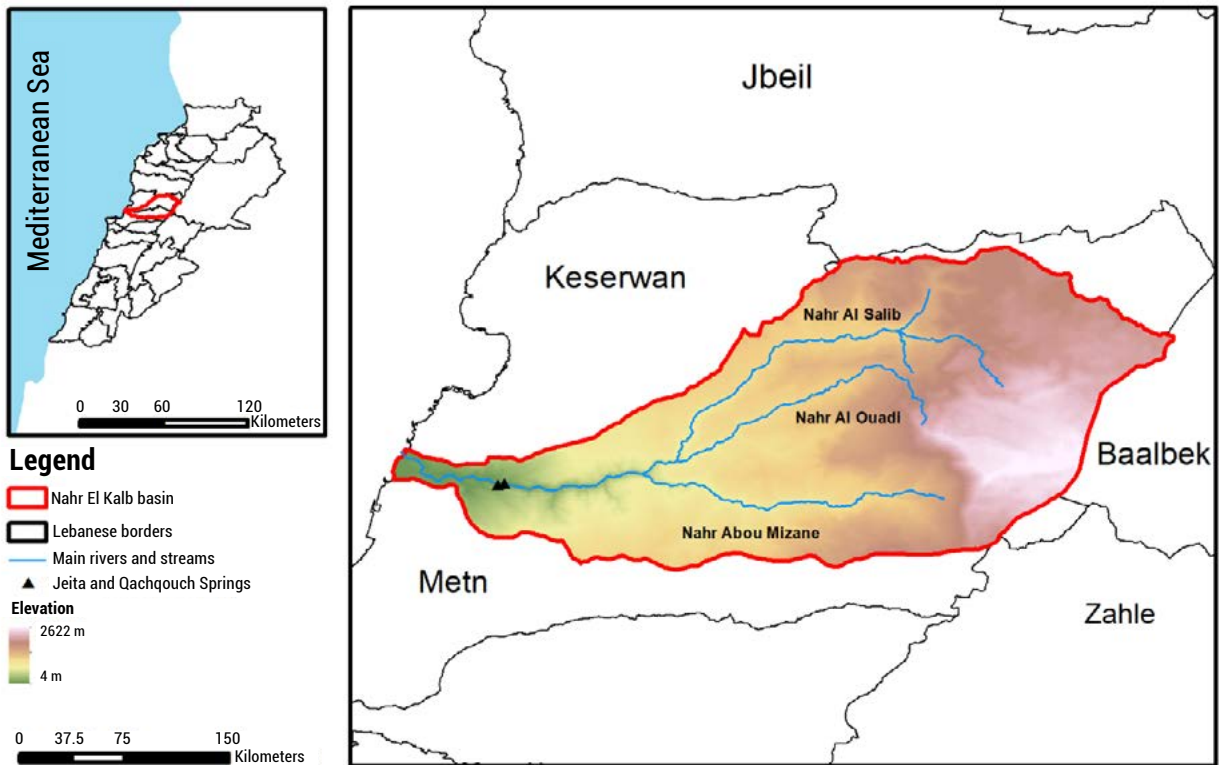 Mediterranean Sea
0 30 60 120
Kilometers
Legend
Nahr El Kalb basin
Lebanese borders
Main rivers and streams
Jeita and Qachqouch Springs
Elevation
2622 m
4 m
0 37.5 75 150
Kilometers
Jbeil
Keserwan
Nahr Al Salib
Nahr Al Ouadi
Baalbek
Nahr Abou Mizane
Metn
Zahle